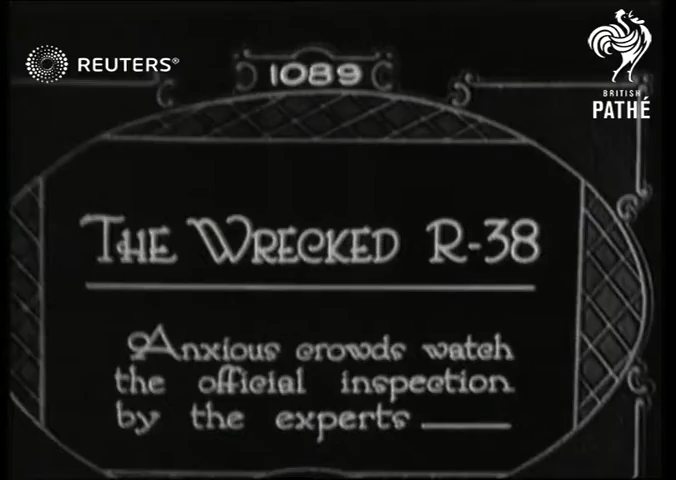 REUTERS®
BRITISH
PATHÉ
1089
THE WRECKED R-38
Anxious crowds watch
the official inspection
by the experts